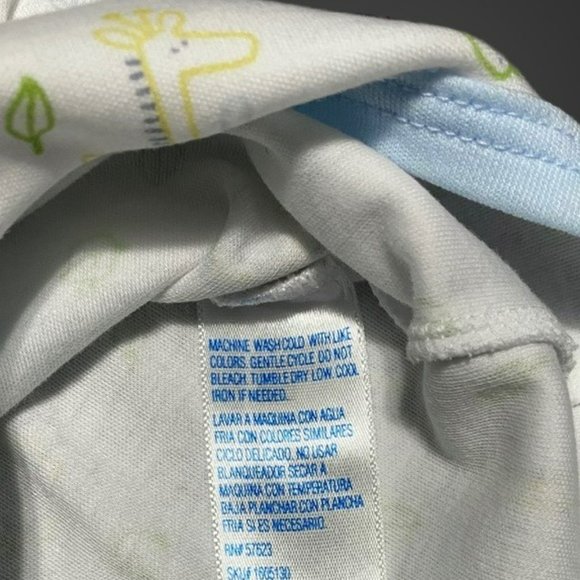 MACHINE WASH COLD WITH LIKE
COLORS. GENTLE CYCLE DO NOT
BLEACH. TUMBLE DRY LOW. COOL
IRON IF NEEDED.
LAVAR A MAQUINA CON AGUA
FRIA CON COLORES SIMILARES
CICLO DELICADO. NO USAR
BLANQUEADOR SECAR A
MAQUINA CON TEMPERATURA
BAJA PLANCHAR CON PLANCHA
FRIA SI ES NECESARIO.
RN# 57623
SKU# 1605130